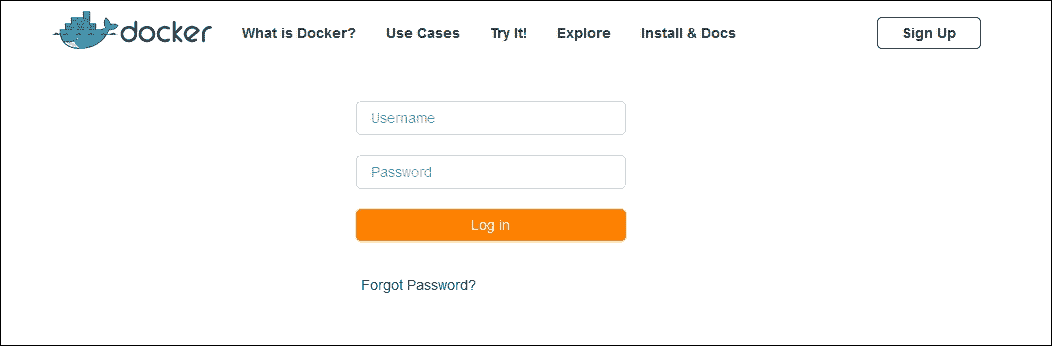 docker What is Docker? Use Cases Try It! Explore Install & Docs Sign Up
Username
Password
Log in
Forgot Password?